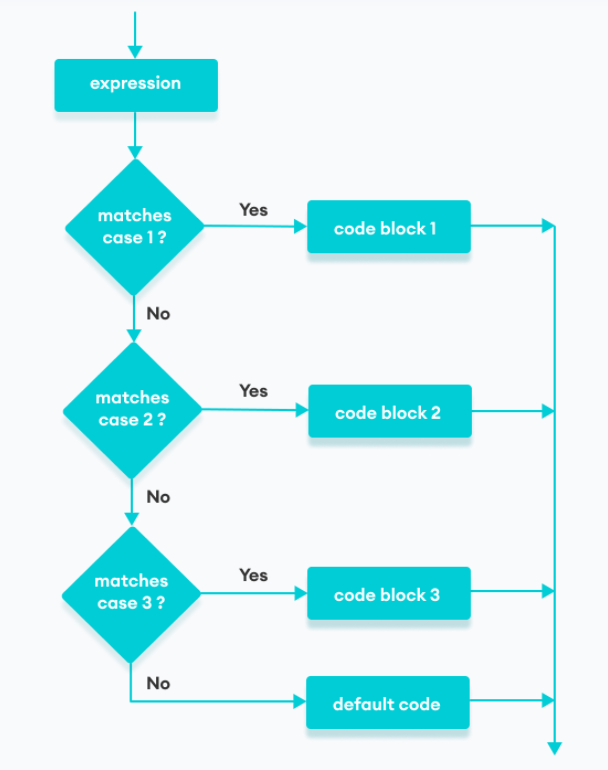 expression
matches
case 1 ?
Yes
code block 1
No
matches
case 2 ?
Yes
code block 2
No
matches
case 3 ?
Yes
code block 3
No
default code